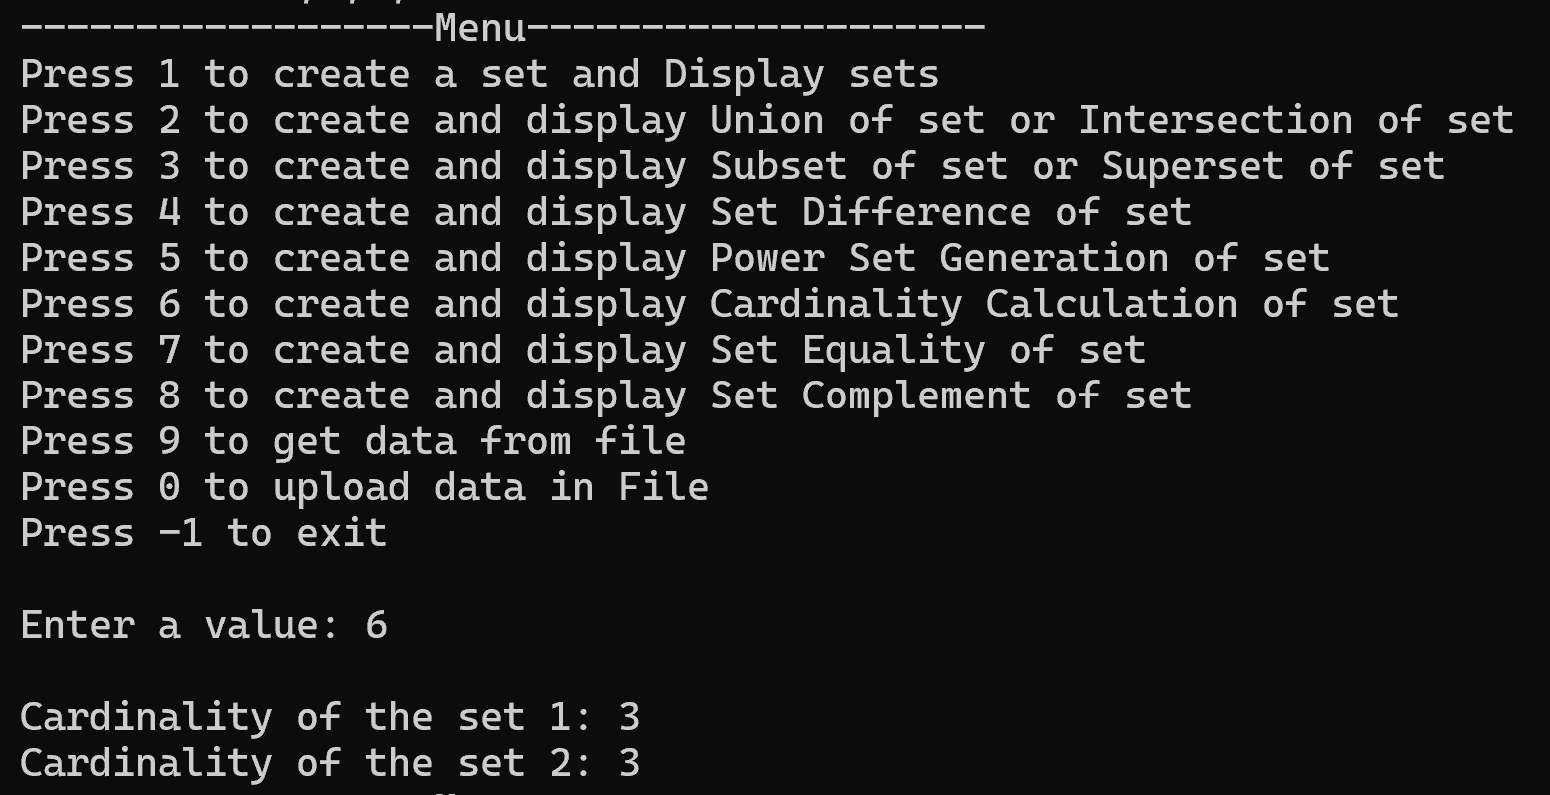 ------------------Menu--------------------
Press 1 to create a set and Display sets
Press 2 to create and display Union of set or Intersection of set
Press 3 to create and display Subset of set or Superset of set
Press 4 to create and display Set Difference of set
Press 5 to create and display Power Set Generation of set
Press 6 to create and display Cardinality Calculation of set
Press 7 to create and display Set Equality of set
Press 8 to create and display Set Complement of set
Press 9 to get data from file
Press 0 to upload data in File
Press -1 to exit
Enter a value: 6
Cardinality of the set 1: 3
Cardinality of the set 2: 3